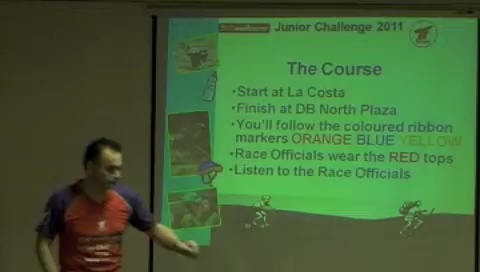 Junior Challenge 2011
The Course
•Start at La Costa
•Finish at DB North Plaza
•You'll follow the coloured ribbon
markers ORANGE BLUE YELLOW
•Race Officials wear the RED tops
•Listen to the Race Officials